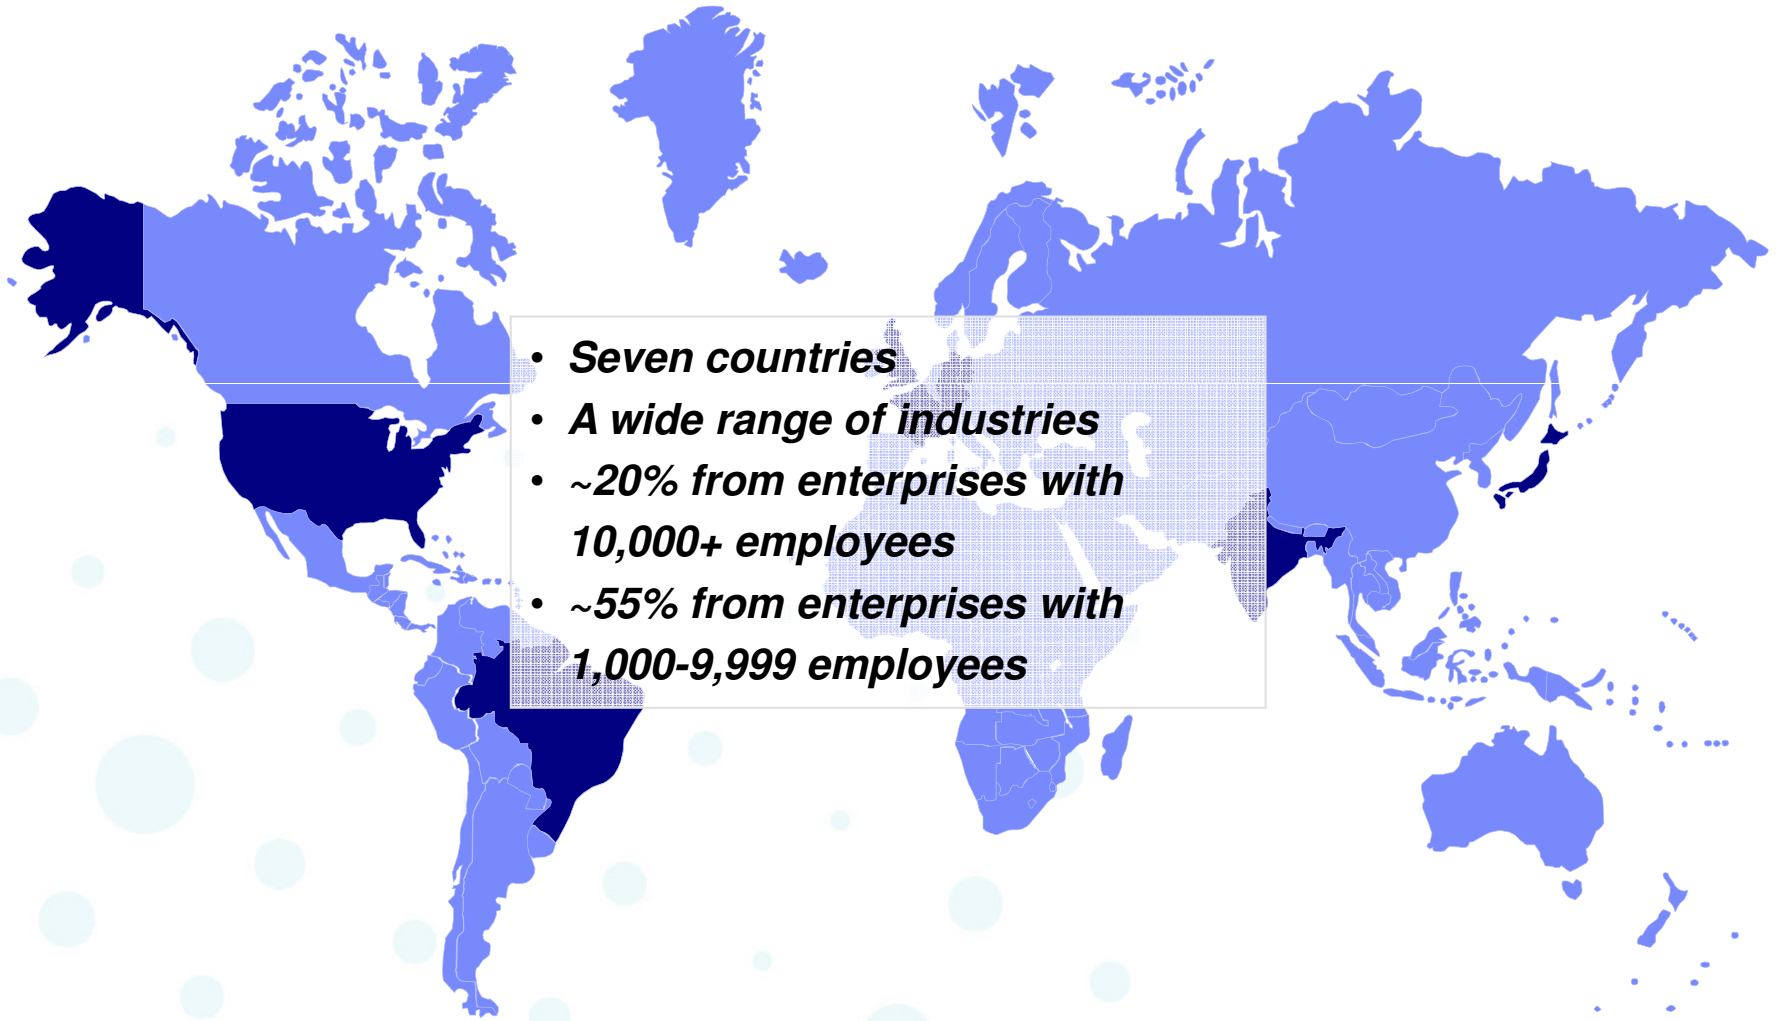 • Seven countries
• A wide range of industries
• ~20% from enterprises with
10,000+ employees
• ~55% from enterprises with
1,000-9,999 employees